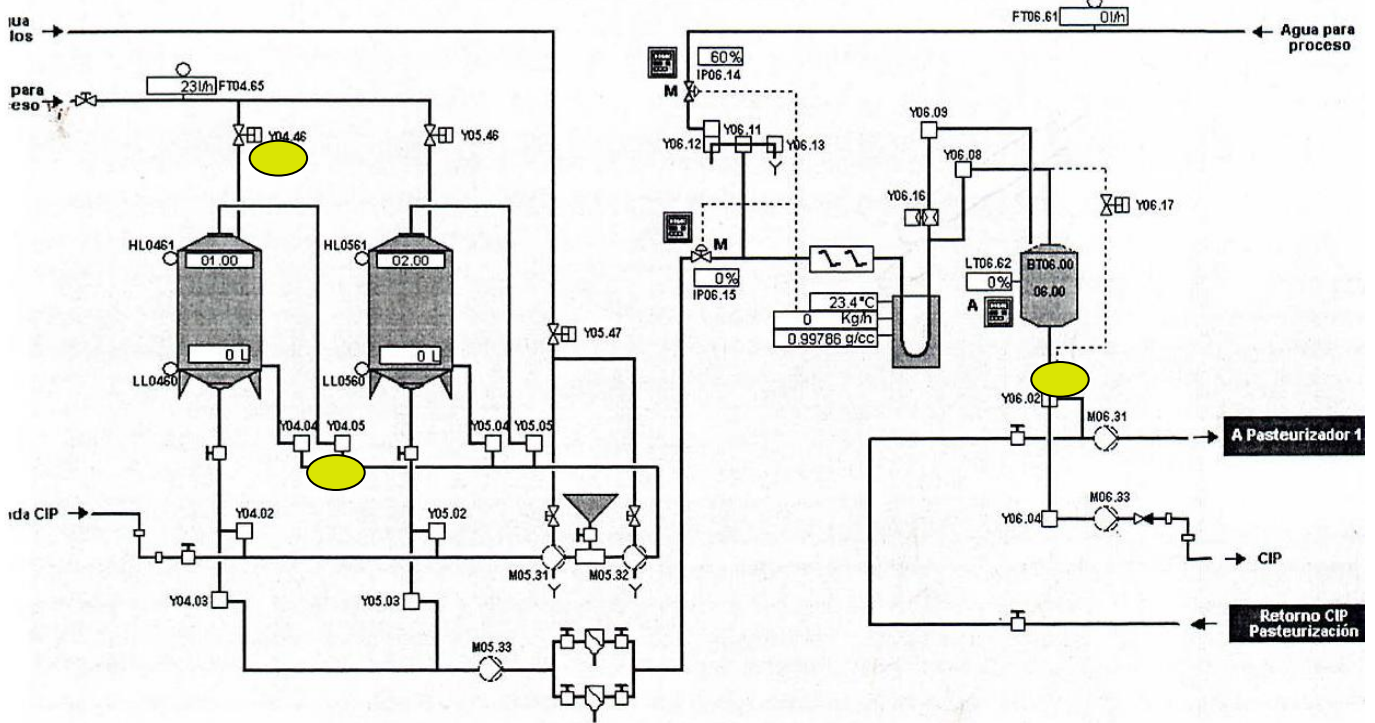 FT06.61 0l/h
Agua para
proceso
60%
IP06.14
M
23l/h FT04.65
para
Y04.46
Y05.46
Y06.11
Y06.12
Y06.13
Y06.09
Y06.08
Y06.16
Y06.17
HL0461
01.00
HL0561
02.00
M
0%
IP06.15
LT06.62
0%
A
BT06.00
06.00
23.4°C
0 Kg/h
0.99786 g/cc
Y05.47
0 L
LL0460
0 L
LL0560
Y06.02
M06.31
A Pasteurizador 1
Y04.04
Y04.05
Y05.04
Y05.05
CIP
Y04.02
Y05.02
M06.33
Y06.04
CIP
M05.31
M05.32
Y04.03
Y05.03
Retorno CIP
Pasteurización
M05.33